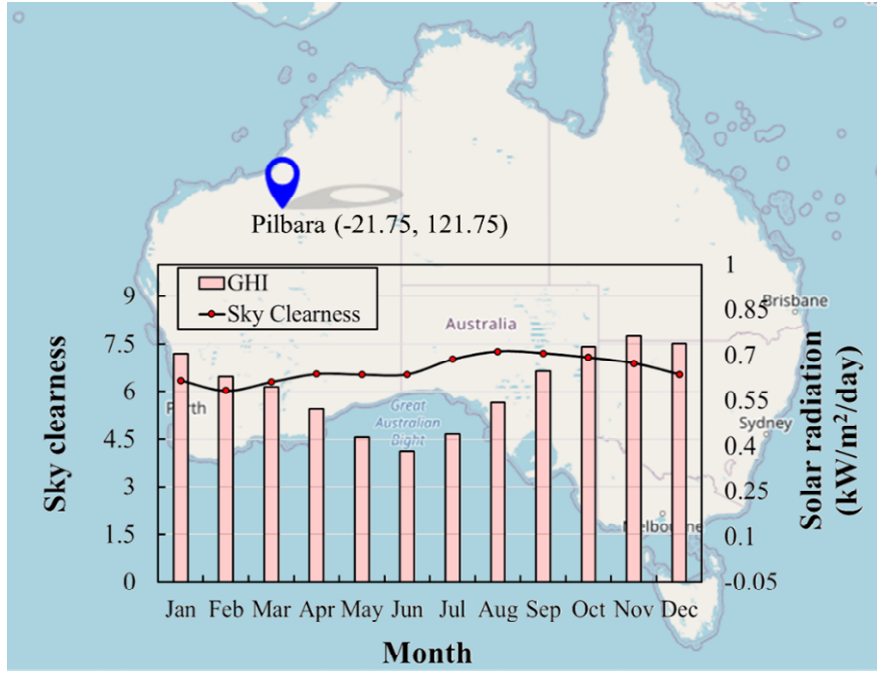 Pilbara (-21.75, 121.75)
GHI
Sky Clearness
Australia
Brisbane
Perth
Great
Australian
Bight
Sydney
Melbourne
Sky clearness
9
7.5
6
4.5
3
1.5
0
1
0.85
0.7
0.55
0.4
0.25
0.1
-0.05
Solar radiation
(kW/m²/day)
Jan Feb Mar Apr May Jun Jul Aug Sep Oct Nov Dec
Month